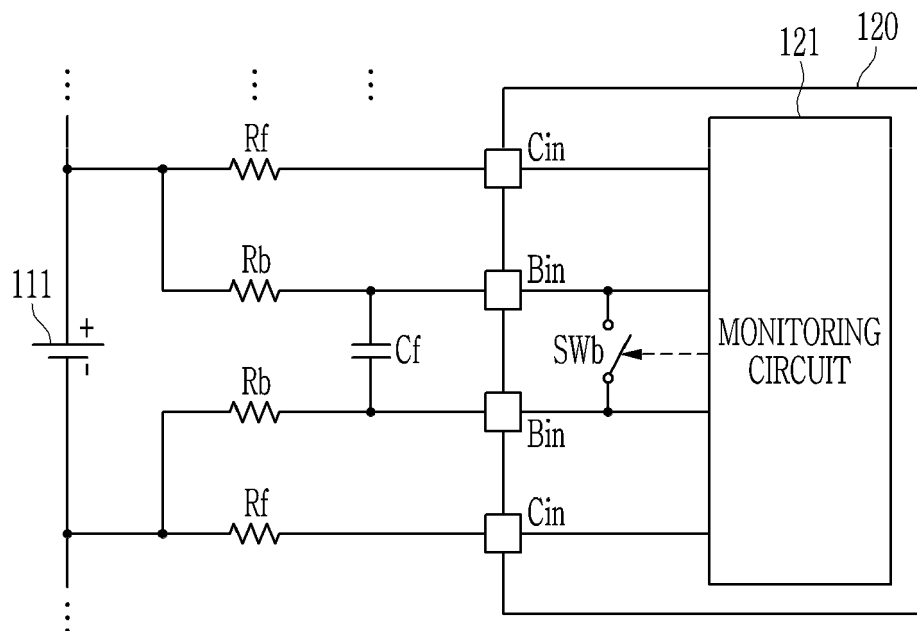 120
121
Rf
Cin
Rb
Bin
111
+
-
Cf
SWb
MONITORING
CIRCUIT
Rb
Bin
Rf
Cin